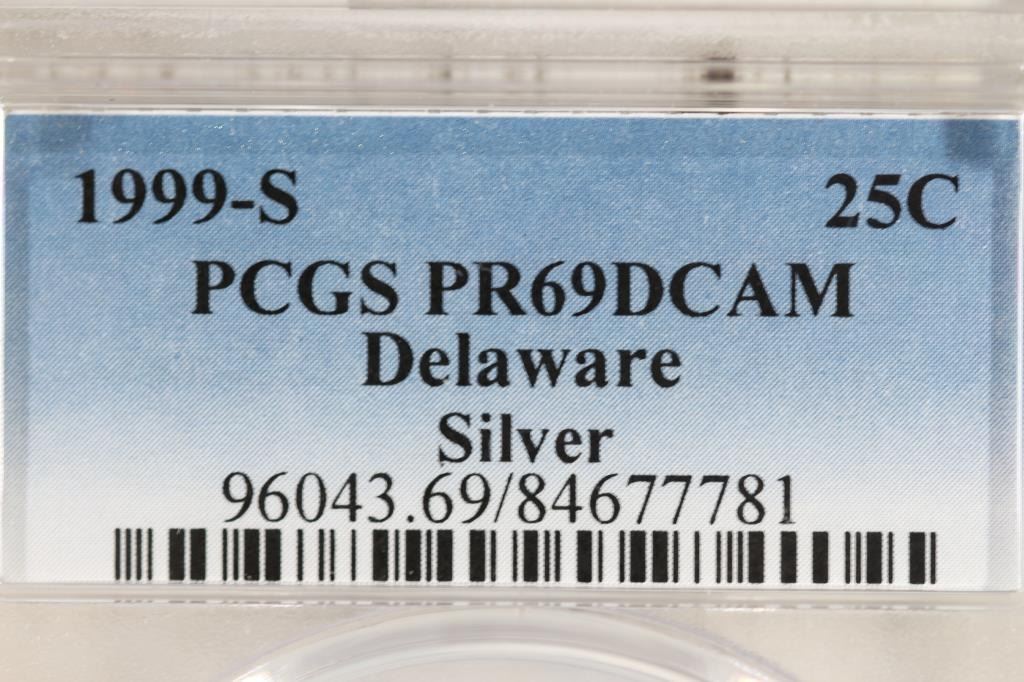 1999-S 25C
PCGS PR69DCAM
Delaware
Silver
96043.69/84677781